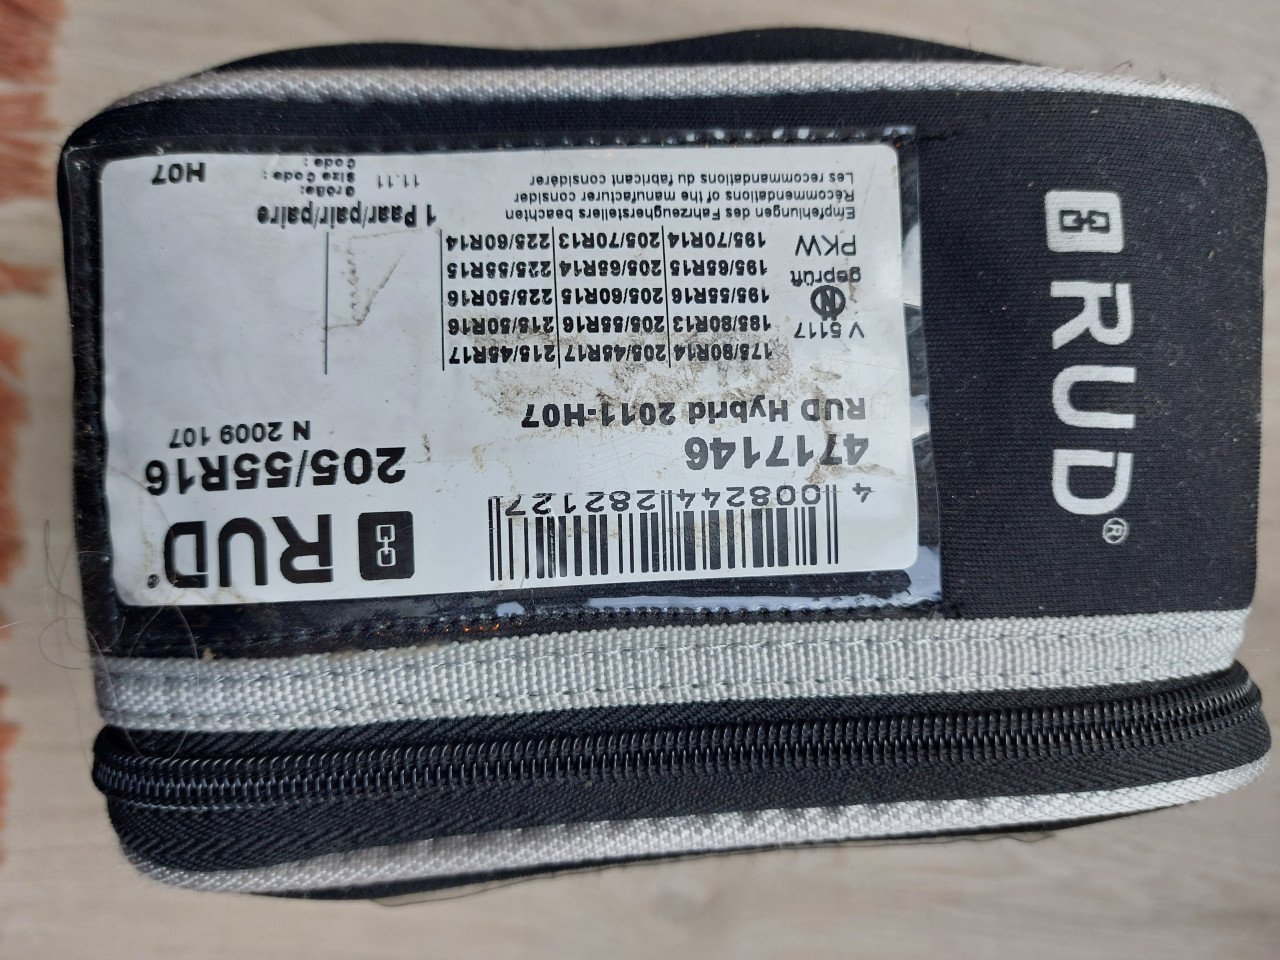 RUD®
4 008244 282127
4717146
RUD Hybrid 2011-H07
RUD®
205/55R16
N 2009 107
V 5117
N
geprüft
PKW
175/80R14 205/45R17 215/45R17
185/80R13 205/55R16 215/50R16
195/55R16 205/60R15 225/50R16
195/65R15 205/65R14 225/55R15
195/70R14 205/70R13 225/60R14
Empfehlungen des Fahrzeugherstellers beachten
Récommendations of the manufacturer consider
Les recommandations du fabricant considérer
1 Paar/pair/paire
Größe:
Size Code:
Code:
11.11
H07